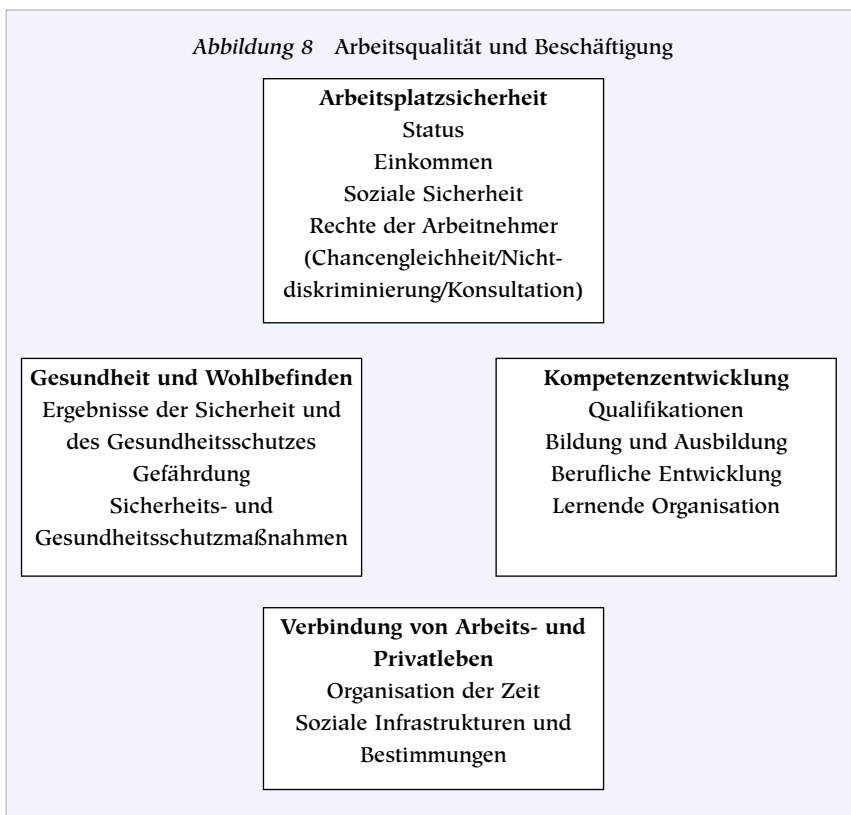 Abbildung 8 Arbeitsqualität und Beschäftigung
Arbeitsplatzsicherheit
Status
Einkommen
Soziale Sicherheit
Rechte der Arbeitnehmer
(Chancengleichheit/Nicht-
diskriminierung/Konsultation)
Gesundheit und Wohlbefinden
Ergebnisse der Sicherheit und
des Gesundheitsschutzes
Gefährdung
Sicherheits- und
Gesundheitsschutzmaßnahmen
Kompetenzentwicklung
Qualifikationen
Bildung und Ausbildung
Berufliche Entwicklung
Lernende Organisation
Verbindung von Arbeits- und
Privatleben
Organisation der Zeit
Soziale Infrastrukturen und
Bestimmungen